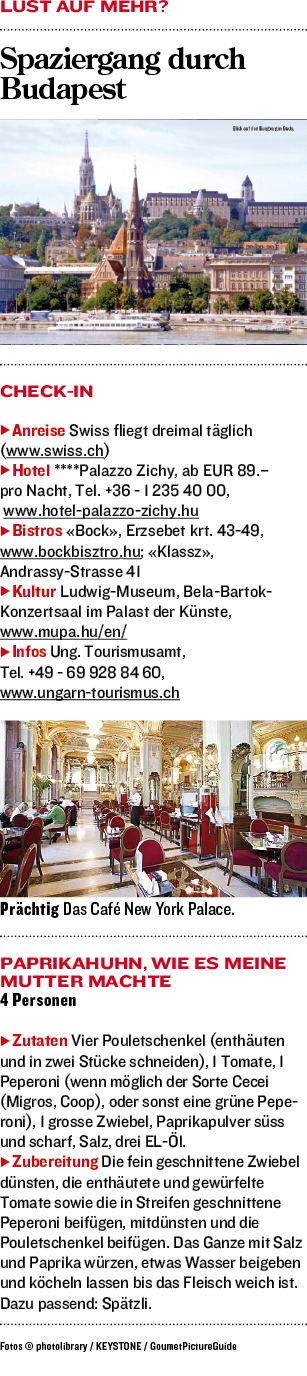 LUST AUF MEHR?
Spaziergang durch
Budapest
Blick auf den Burgberg in Buda.
CHECK-IN
Anreise Swiss fliegt dreimal täglich
(www.swiss.ch)
Hotel ****Palazzo Zichy, ab EUR 89.–
pro Nacht, Tel. +36 - 1 235 40 00,
www.hotel-palazzo-zichy.hu
Bistros «Bock», Erzsebet krt. 43-49,
www.bockbisztro.hu; «Klassz»,
Andrassy-Strasse 41
Kultur Ludwig-Museum, Bela-Bartok-
Konzertsaal im Palast der Künste,
www.mupa.hu/en/
Infos Ung. Tourismusamt,
Tel. +49 - 69 928 84 60,
www.ungarn-tourismus.ch
Prächtig Das Café New York Palace.
PAPRIKAHUHN, WIE ES MEINE
MUTTER MACHTE
4 Personen
Zutaten Vier Pouletschenkel (enthäuten
und in zwei Stücke schneiden), 1 Tomate, 1
Peperoni (wenn möglich der Sorte Cecei
(Migros, Coop), oder sonst eine grüne Pepe-
roni), 1 grosse Zwiebel, Paprikapulver süss
und scharf, Salz, drei EL-Öl.
Zubereitung Die fein geschnittene Zwiebel
dünsten, die enthäutete und gewürfelte
Tomate sowie die in Streifen geschnittene
Peperoni beifügen, mitdünsten und die
Pouletschenkel beifügen. Das Ganze mit Salz
und Paprika würzen, etwas Wasser beigeben
und köcheln lassen bis das Fleisch weich ist.
Dazu passend: Spätzli.
Fotos © photolibrary / KEYSTONE / GoumetPictureGuide